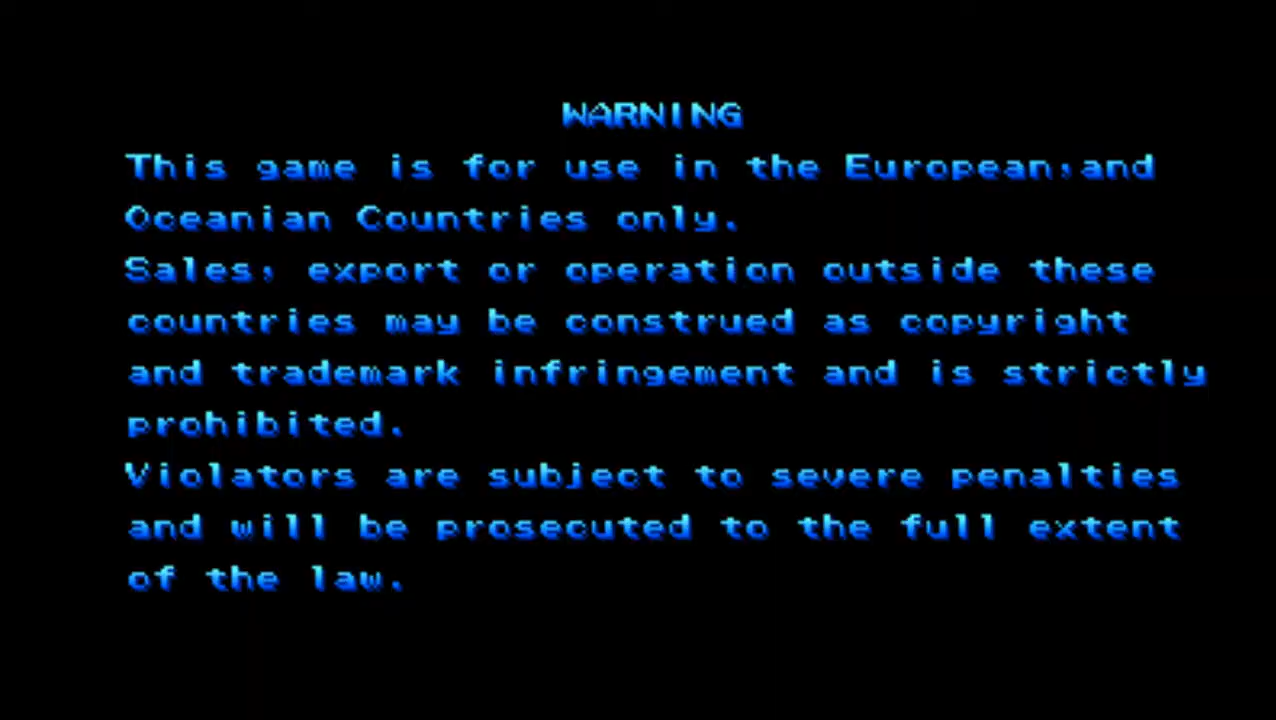 WARNING
This game is for use in the European,and
Oceanian Countries only.
Sales, export or operation outside these
countries may be construed as copyright
and trademark infringement and is strictly
prohibited.
Violators are subject to severe penalties
and will be prosecuted to the full extent
of the law.